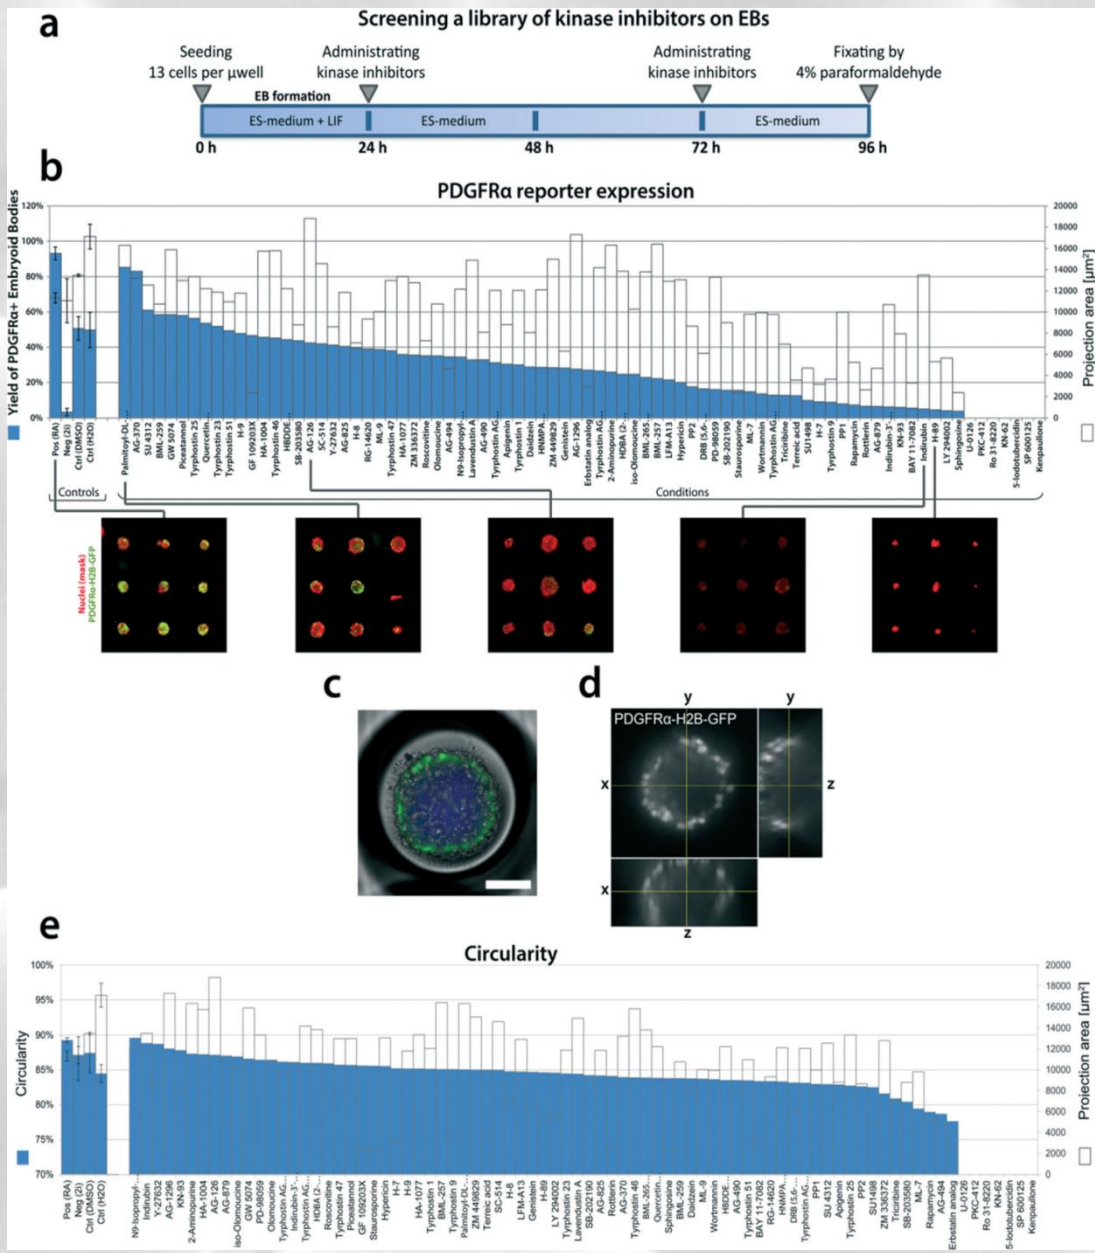 a
Screening a library of kinase inhibitors on EBs
Seeding
13 cells per μwell
Administrating
kinase inhibitors
Administrating
kinase inhibitors
Fixating by
4% paraformaldehyde
EB formation
ES-medium + LIF
ES-medium
ES-medium
0 h
24 h
48 h
72 h
96 h
b
PDGFRα reporter expression
Yield of PDGFRα+ Embryoid Bodies
120%
100%
80%
60%
40%
20%
0%
20000
18000
16000
14000
12000
10000
8000
6000
4000
2000
0
Projection area [μm²]
Pos (RA)
Neg (2i)
Ctrl (DMSO)
Ctrl (H2O)
Palmitoyl-DL-...
AG-370
SU 4312
BML-259
GW 5074
Piceatannol
Tyrphostin 25
Quercetin...
Tyrphostin 23
Tyrphostin 51
H-9
GF 109203X
HA-1004
Tyrphostin 46
HBDDE...
SB-203580
AG-126
SC-514
Y-27632
AG-825
H-8
RG-14620
ML-9
Tyrphostin 47
HA-1077
ZM 336372
Roscovitine
Olomoucine
AG-494
N9-Isopropyl-...
Lavendustin A
AG-490
Tyrphostin AG...
Apigenin
Tyrphostin 1
Daidzein
HNMPA...
ZM 449829
Genistein
AG-1296
Erbstatin analog
Tyrphostin AG...
2-Aminopurine
HDBA (2-...
iso-Olomoucine
BML-265...
BML-257
LFM-A13
Hypericin
PP2
DRB (5,6-...
PD-98059
SB-202190
Staurosporine
ML-7
Wortmannin
Tyrphostin AG...
Triciribine
Terreic acid
SU1498
H-7
Tyrphostin 9
PP1
Rapamycin
Rottlerin
AG-879
Indirubin-3'-...
KN-93
BAY 11-7082
Indirubin
H-89
LY 294002
Sphingosine
U-0126
PKC-412
Ro 31-8220
KN-62
SP 600125
5-Iodotubercidin
Kenpaullone
Controls
Conditions
Nuclei (mask)
PDGFRα-H2B-GFP
c
d
PDGFRα-H2B-GFP
y
y
x
z
x
z
e
Circularity
Circularity
100%
95%
90%
85%
80%
75%
70%
20000
18000
16000
14000
12000
10000
8000
6000
4000
2000
0
Projection area [μm²]
Pos (RA)
Neg (2i)
Ctrl (DMSO)
Ctrl (H2O)
N9-Isopropyl-...
Indirubin
Y-27632
AG-1296
KN-93
2-Aminopurine
HA-1004
AG-126
AG-879
iso-Olomoucine
GW 5074
PD-98059
Olomoucine
Tyrphostin AG...
Indirubin-3'-...
HDBA (2-...
Roscovitine
Tyrphostin 47
Piceatannol
GF 109203X
Staurosporine
Hypericin
H-7
H-9
HA-1077
Tyrphostin 1
BML-257
Tyrphostin 9
Palmitoyl-DL-...
ZM 449829
Terreic acid
SC-514
H-8
LFM-A13
Genistein
H-89
LY 294002
Tyrphostin 23
Lavendustin A
SB-202190
AG-825
Rottlerin
AG-370
Tyrphostin 46
BML-265...
Quercetin...
Sphingosine
BML-259
Daidzein
ML-9
Wortmannin
HBDE...
AG-490
Tyrphostin 51
BAY 11-7082
RG-14620
HNMPA...
DRB (5,6-...
Tyrphostin AG...
PP1
SU 4312
Apigenin
Tyrphostin 25
PP2
SU1498
ZM 336372
Triciribine
SB-203580
ML-7
Rapamycin
AG-494
Erbstatin analog
U-0126
PKC-412
Ro 31-8220
KN-62
5-Iodotubercidin
SP 600125
Kenpaullone